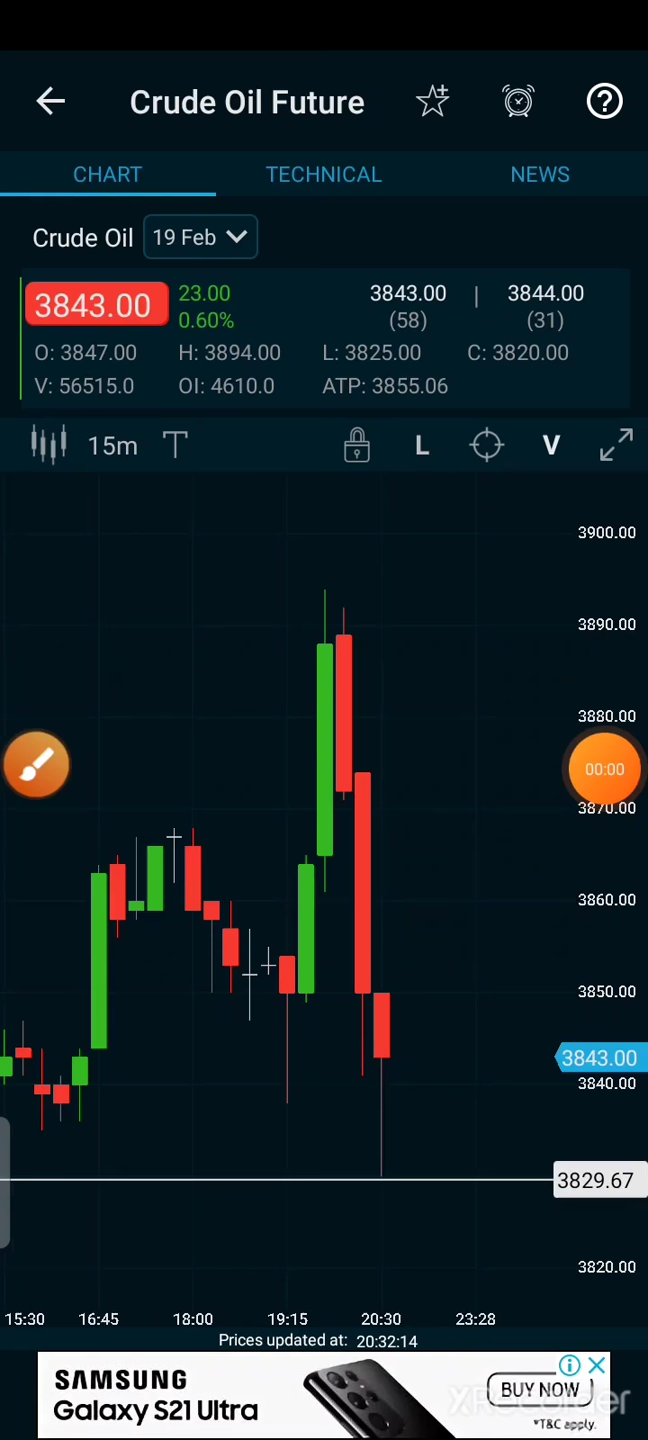 Crude Oil Future
CHART TECHNICAL NEWS
Crude Oil 19 Feb
3843.00 23.00 3843.00 | 3844.00
0.60% (58) (31)
O: 3847.00 H: 3894.00 L: 3825.00 C: 3820.00
V: 56515.0 OI: 4610.0 ATP: 3855.06
15m T L V
3900.00
3890.00
3880.00
00:00
3870.00
3860.00
3850.00
3843.00
3840.00
3829.67
3820.00
15:30 16:45 18:00 19:15 20:30 23:28
Prices updated at: 20:32:14
SAMSUNG
Galaxy S21 Ultra
BUY NOW
XRecorder
*T&C apply.